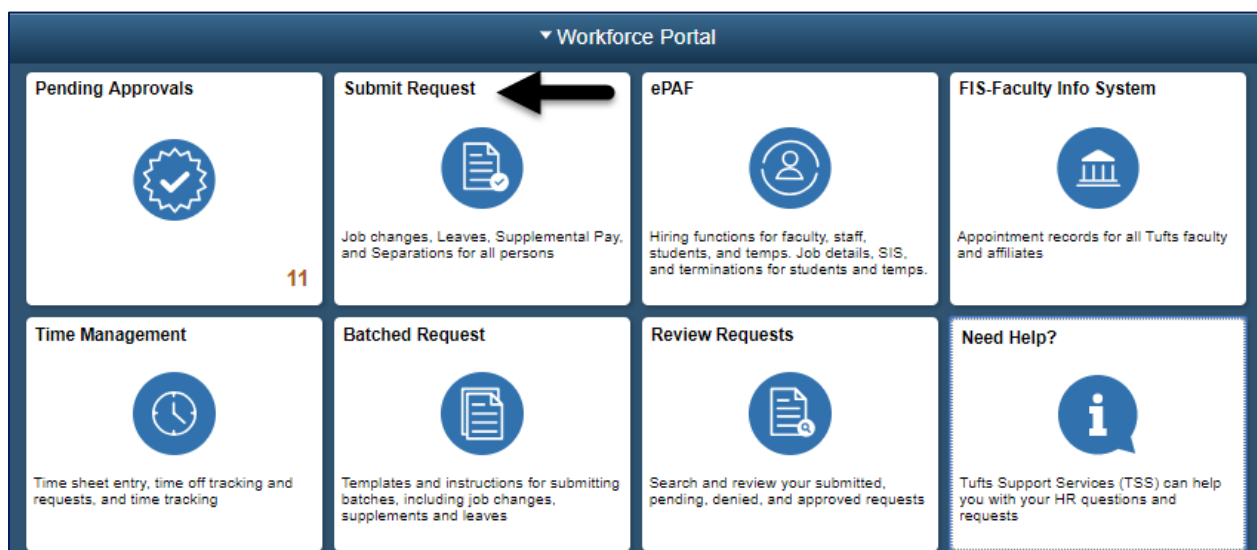 Workforce Portal
Pending Approvals
11
Submit Request
Job changes, Leaves, Supplemental Pay,
and Separations for all persons
ePAF
Hiring functions for faculty, staff,
students, and temps. Job details, SIS,
and terminations for students and temps.
FIS-Faculty Info System
Appointment records for all Tufts faculty
and affiliates
Time Management
Time sheet entry, time off tracking and
requests, and time tracking
Batched Request
Templates and instructions for submitting
batches, including job changes,
supplements and leaves
Review Requests
Search and review your submitted,
pending, denied, and approved requests
Need Help?
Tufts Support Services (TSS) can help
you with your HR questions and
requests